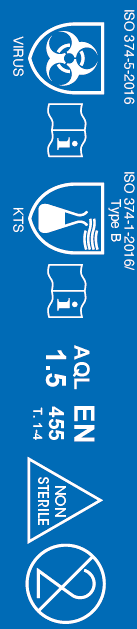 ISO 374-5-2016
VIRUS
i
ISO 374-1-2016/
Type B
KTS
i
AQL
1.5
EN
455
T. 1-4
NON
STERILE
2